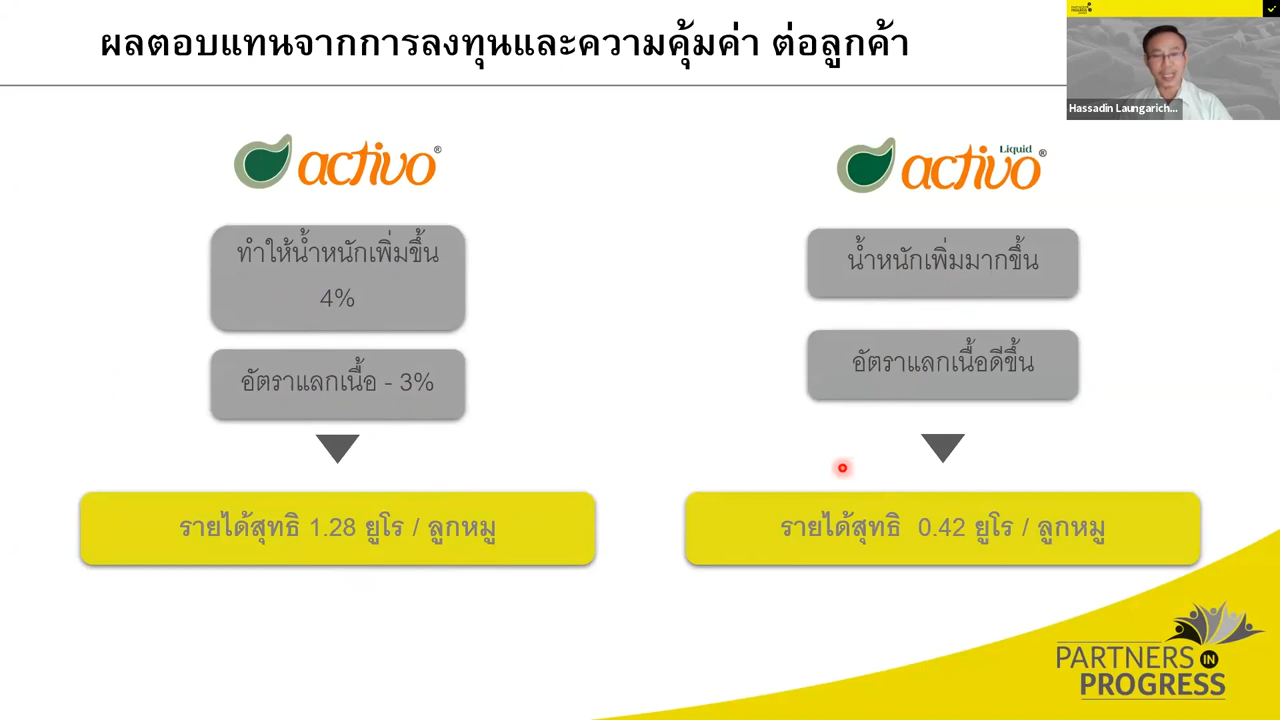 ผลตอบแทนจากการลงทุนและความคุ้มค่า ต่อลูกค้า
PARTNERS IN
PROGRESS
Hassadin Laungarich...
activo®
Liquid
activo®
ทำให้น้ำหนักเพิ่มขึ้น
4%
น้ำหนักเพิ่มมากขึ้น
อัตราแลกเนื้อ - 3%
อัตราแลกเนื้อดีขึ้น
รายได้สุทธิ 1.28 ยูโร / ลูกหมู
รายได้สุทธิ 0.42 ยูโร / ลูกหมู
PARTNERS IN
PROGRESS